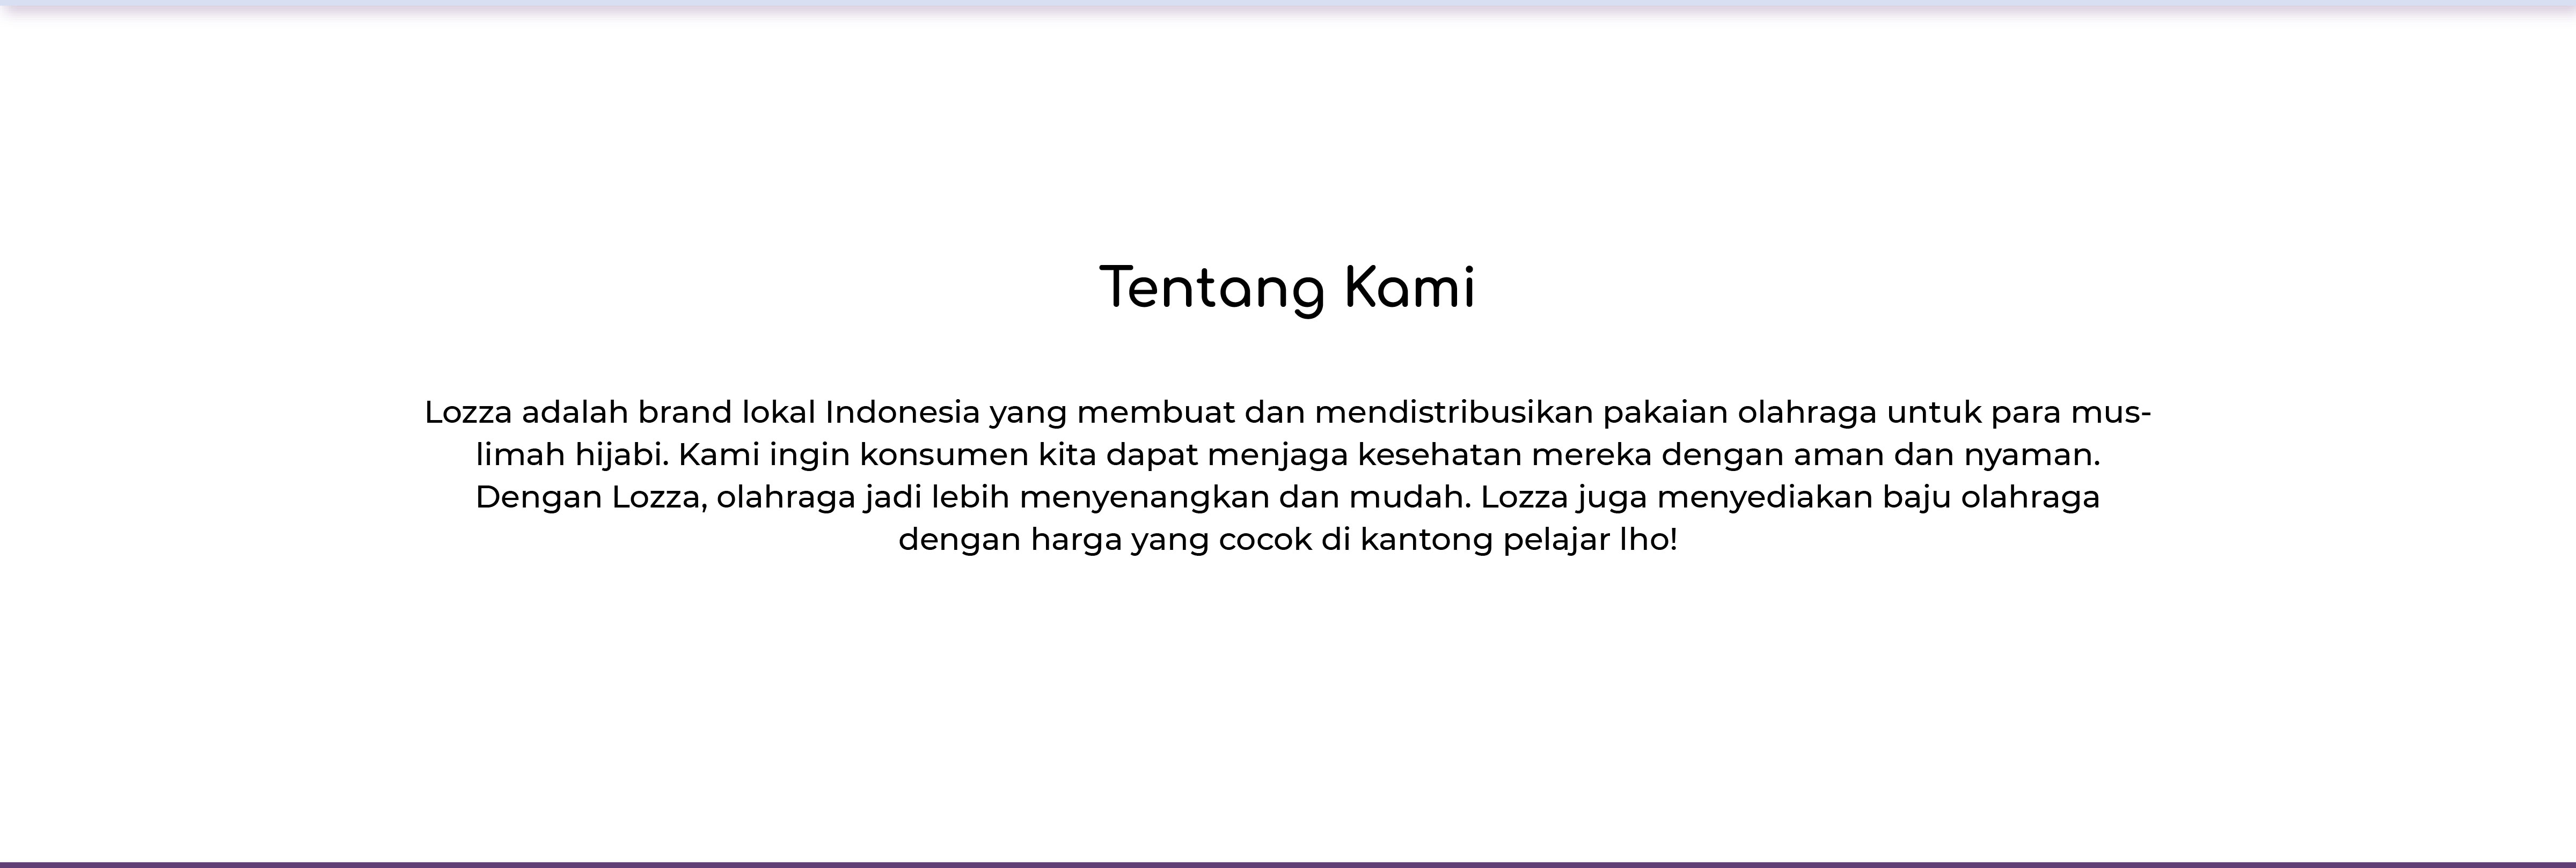 Tentang Kami
Lozza adalah brand lokal Indonesia yang membuat dan mendistribusikan pakaian olahraga untuk para mus-
limah hijabi. Kami ingin konsumen kita dapat menjaga kesehatan mereka dengan aman dan nyaman.
Dengan Lozza, olahraga jadi lebih menyenangkan dan mudah. Lozza juga menyediakan baju olahraga
dengan harga yang cocok di kantong pelajar lho!